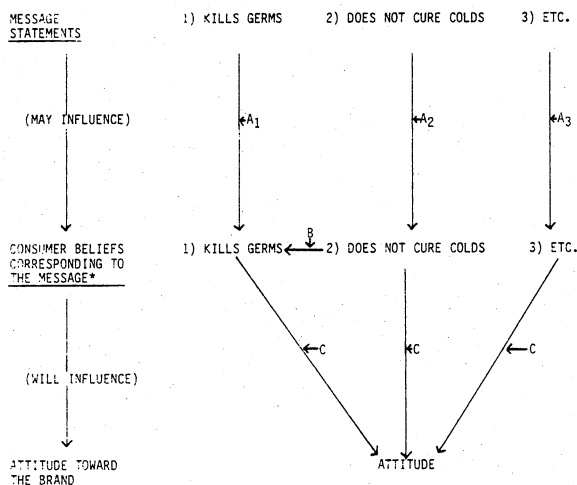 MESSAGE STATEMENTS
1) KILLS GERMS 2) DOES NOT CURE COLDS 3) ETC.
(MAY INFLUENCE)
A1 A2 A3
B
CONSUMER BELIEFS CORRESPONDING TO THE MESSAGE*
1) KILLS GERMS 2) DOES NOT CURE COLDS 3) ETC.
C C C
(WILL INFLUENCE)
ATTITUDE TOWARD THE BRAND
ATTITUDE